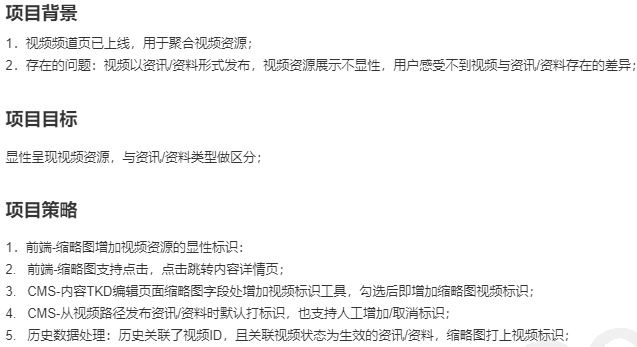 项目背景
1. 视频频道页已上线，用于聚合视频资源；
2. 存在的问题：视频以资讯/资料形式发布，视频资源展示不显性，用户感受不到视频与资讯/资料存在的差异；
项目目标
显性呈现视频资源，与资讯/资料类型做区分；
项目策略
1. 前端-缩略图增加视频资源的显性标识：
2. 前端-缩略图支持点击，点击跳转内容详情页；
3. CMS-内容TKD编辑页面缩略图字段处增加视频标识工具，勾选后即增加缩略图视频标识；
4. CMS-从视频路径发布资讯/资料时默认打标识，也支持人工增加/取消标识；
5. 历史数据处理：历史关联了视频ID，且关联视频状态为生效的资讯/资料，缩略图打上视频标识；